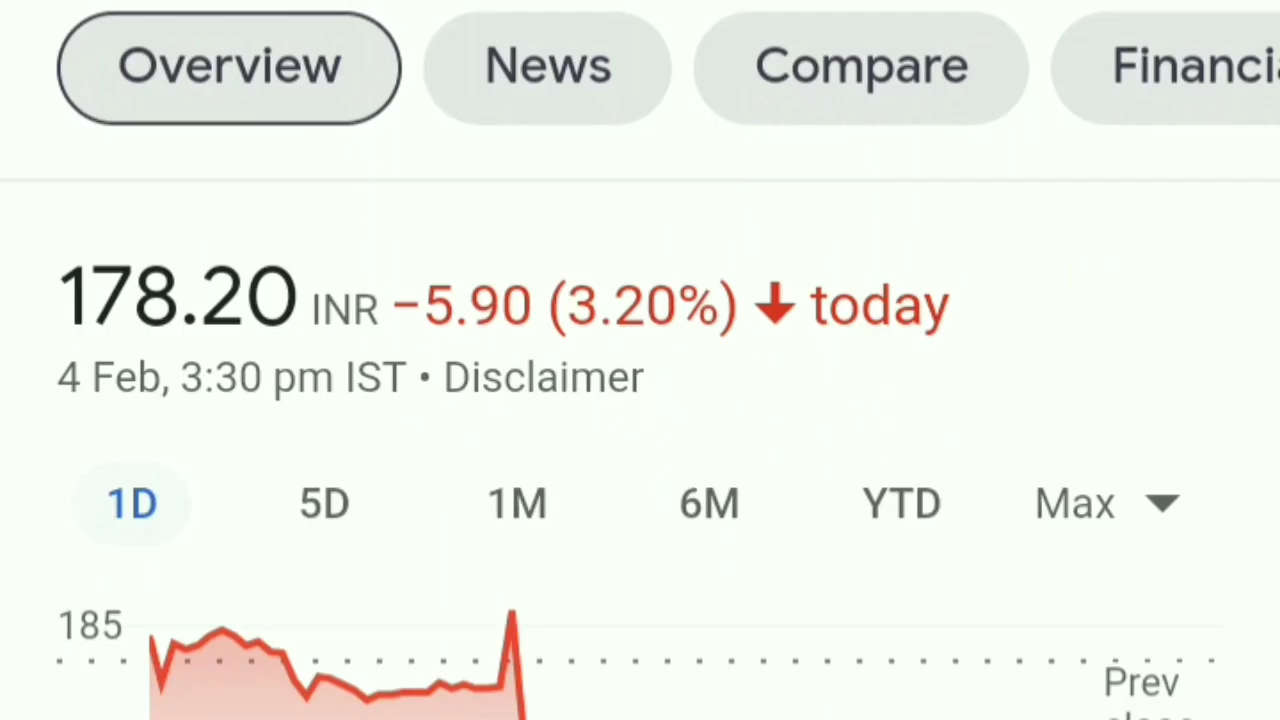 Overview News Compare Financi
178.20 INR −5.90 (3.20%) ↓ today
4 Feb, 3:30 pm IST • Disclaimer
1D 5D 1M 6M YTD Max
185
Prev